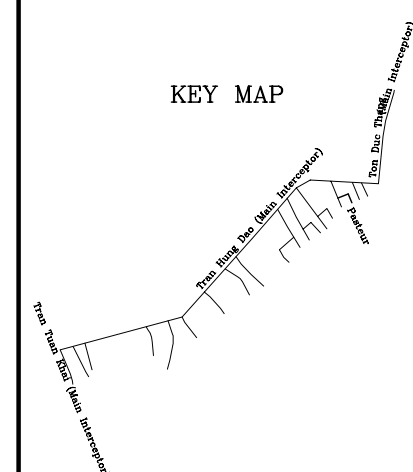 KEY MAP
Ton Duc Thang (Main Interceptor)
Tran Hung Dao (Main Interceptor)
Pasteur
Tran Tuan Khai (Main Interceptor